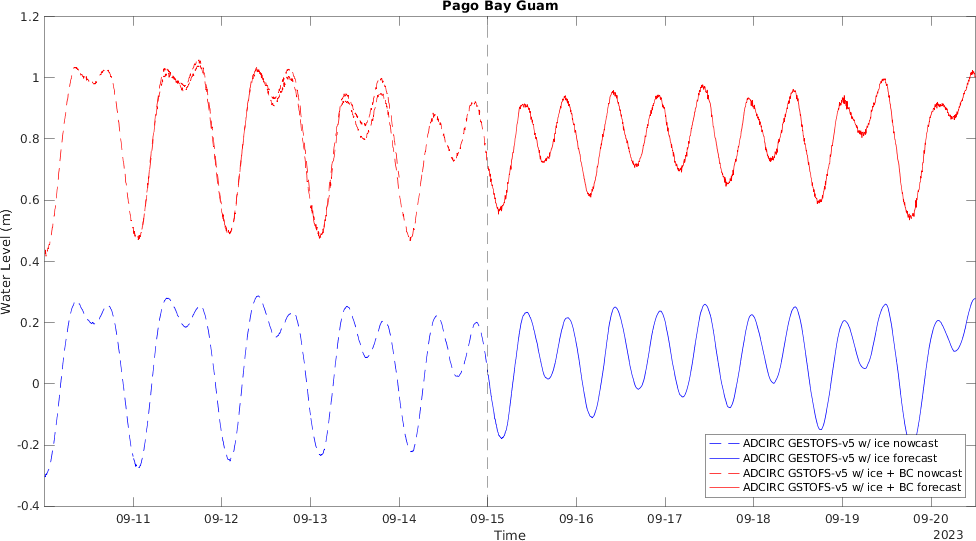 Pago Bay Guam
1.2
1
0.8
0.6
0.4
0.2
0
-0.2
-0.4
Water Level (m)
ADCIRC GESTOFS-v5 w/ ice nowcast
ADCIRC GESTOFS-v5 w/ ice forecast
ADCIRC GSTOFS-v5 w/ ice + BC nowcast
ADCIRC GSTOFS-v5 w/ ice + BC forecast
09-11 09-12 09-13 09-14 09-15 09-16 09-17 09-18 09-19 09-20
Time
2023